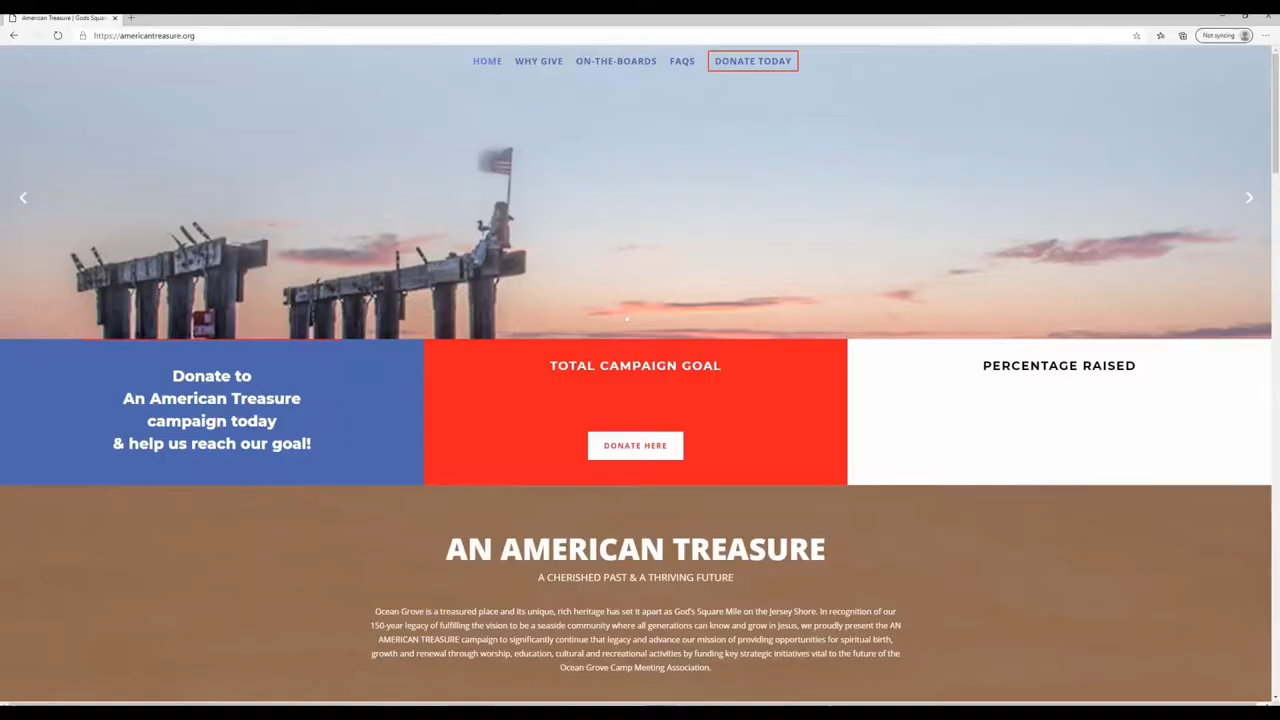 American Treasure | Gods Squar
https://americantreasure.org
Not syncing
HOME WHY GIVE ON-THE-BOARDS FAQS DONATE TODAY
Donate to
An American Treasure
campaign today
& help us reach our goal!
TOTAL CAMPAIGN GOAL
DONATE HERE
PERCENTAGE RAISED
AN AMERICAN TREASURE
A CHERISHED PAST & A THRIVING FUTURE
Ocean Grove is a treasured place and its unique, rich heritage has set it apart as God's Square Mile on the Jersey Shore. In recognition of our
150-year legacy of fulfilling the vision to be a seaside community where all generations can know and grow in Jesus, we proudly present the AN
AMERICAN TREASURE campaign to significantly continue that legacy and advance our mission of providing opportunities for spiritual birth,
growth and renewal through worship, education, cultural and recreational activities by funding key strategic initiatives vital to the future of the
Ocean Grove Camp Meeting Association.